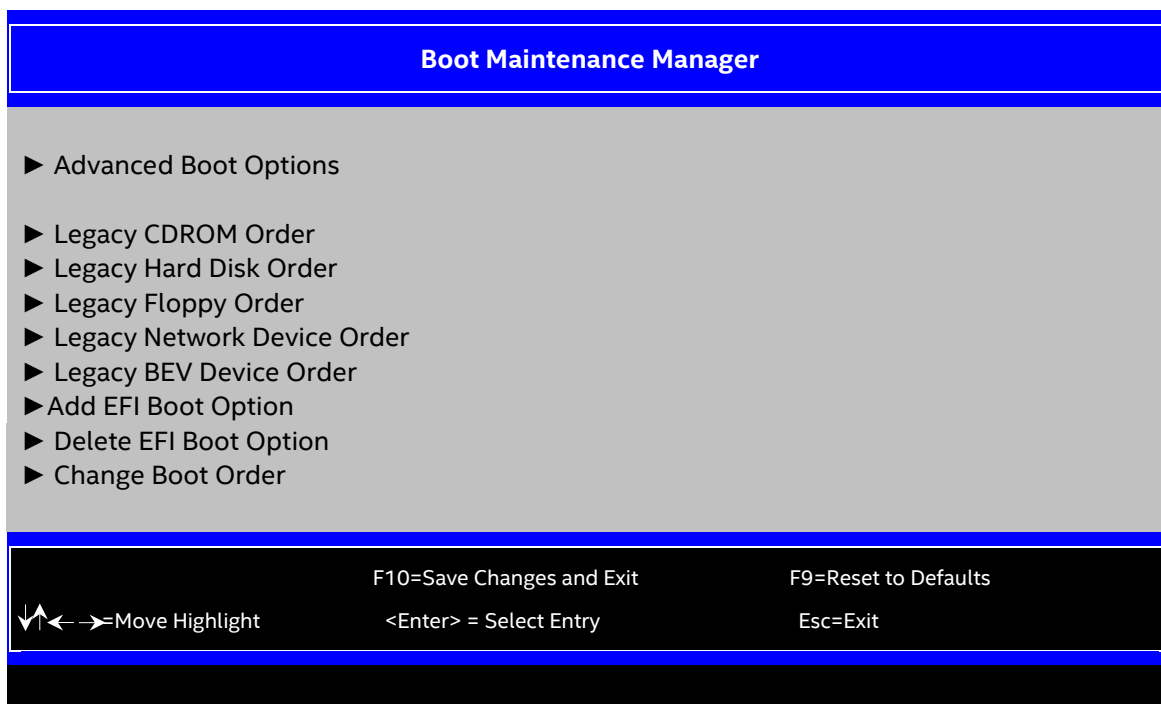 Boot Maintenance Manager
► Advanced Boot Options
► Legacy CDROM Order
► Legacy Hard Disk Order
► Legacy Floppy Order
► Legacy Network Device Order
► Legacy BEV Device Order
►Add EFI Boot Option
► Delete EFI Boot Option
► Change Boot Order
F10=Save Changes and Exit F9=Reset to Defaults
↓↑←→=Move Highlight <Enter> = Select Entry Esc=Exit